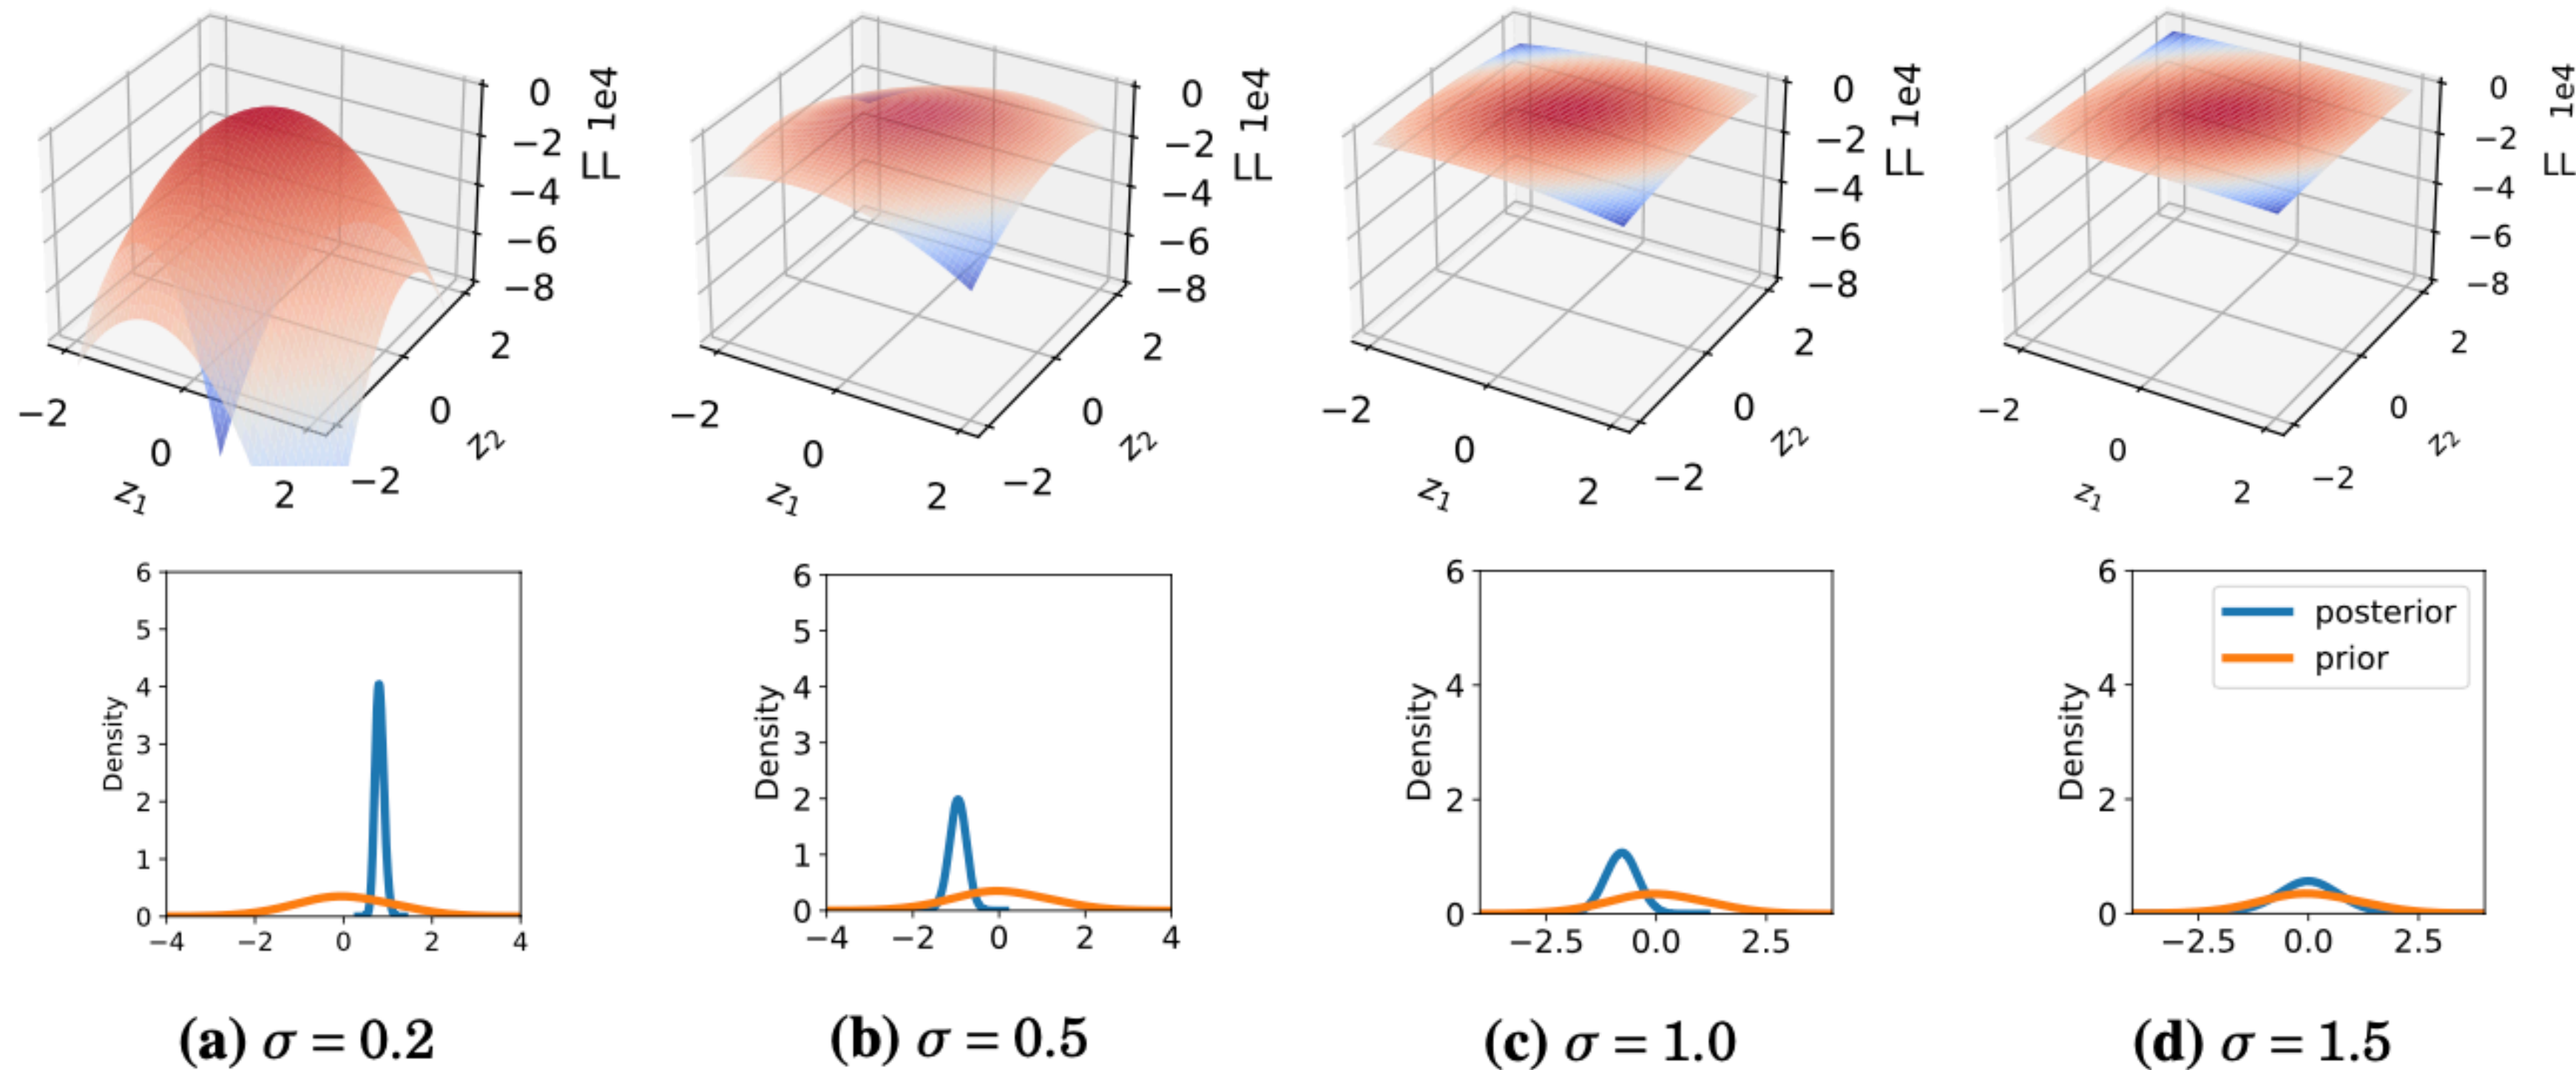 0
−2
−4
−6
−8
LF 1e4
−2
0
2
z1
−2
0
2
z2
0
−2
−4
−6
−8
LF 1e4
−2
0
2
z1
−2
0
2
z2
0
−2
−4
−6
−8
LF 1e4
−2
0
2
z1
−2
0
2
z2
0
−2
−4
−6
−8
1e4
−2
0
2
z1
−2
0
2
z2
6
5
4
3
2
1
0
Density
−4 −2 0 2 4
6
5
4
3
2
1
0
Density
−4 −2 0 2 4
6
4
2
0
Density
−2.5 0.0 2.5
6
4
2
0
Density
posterior
prior
−2.5 0.0 2.5
(a) σ = 0.2
(b) σ = 0.5
(c) σ = 1.0
(d) σ = 1.5